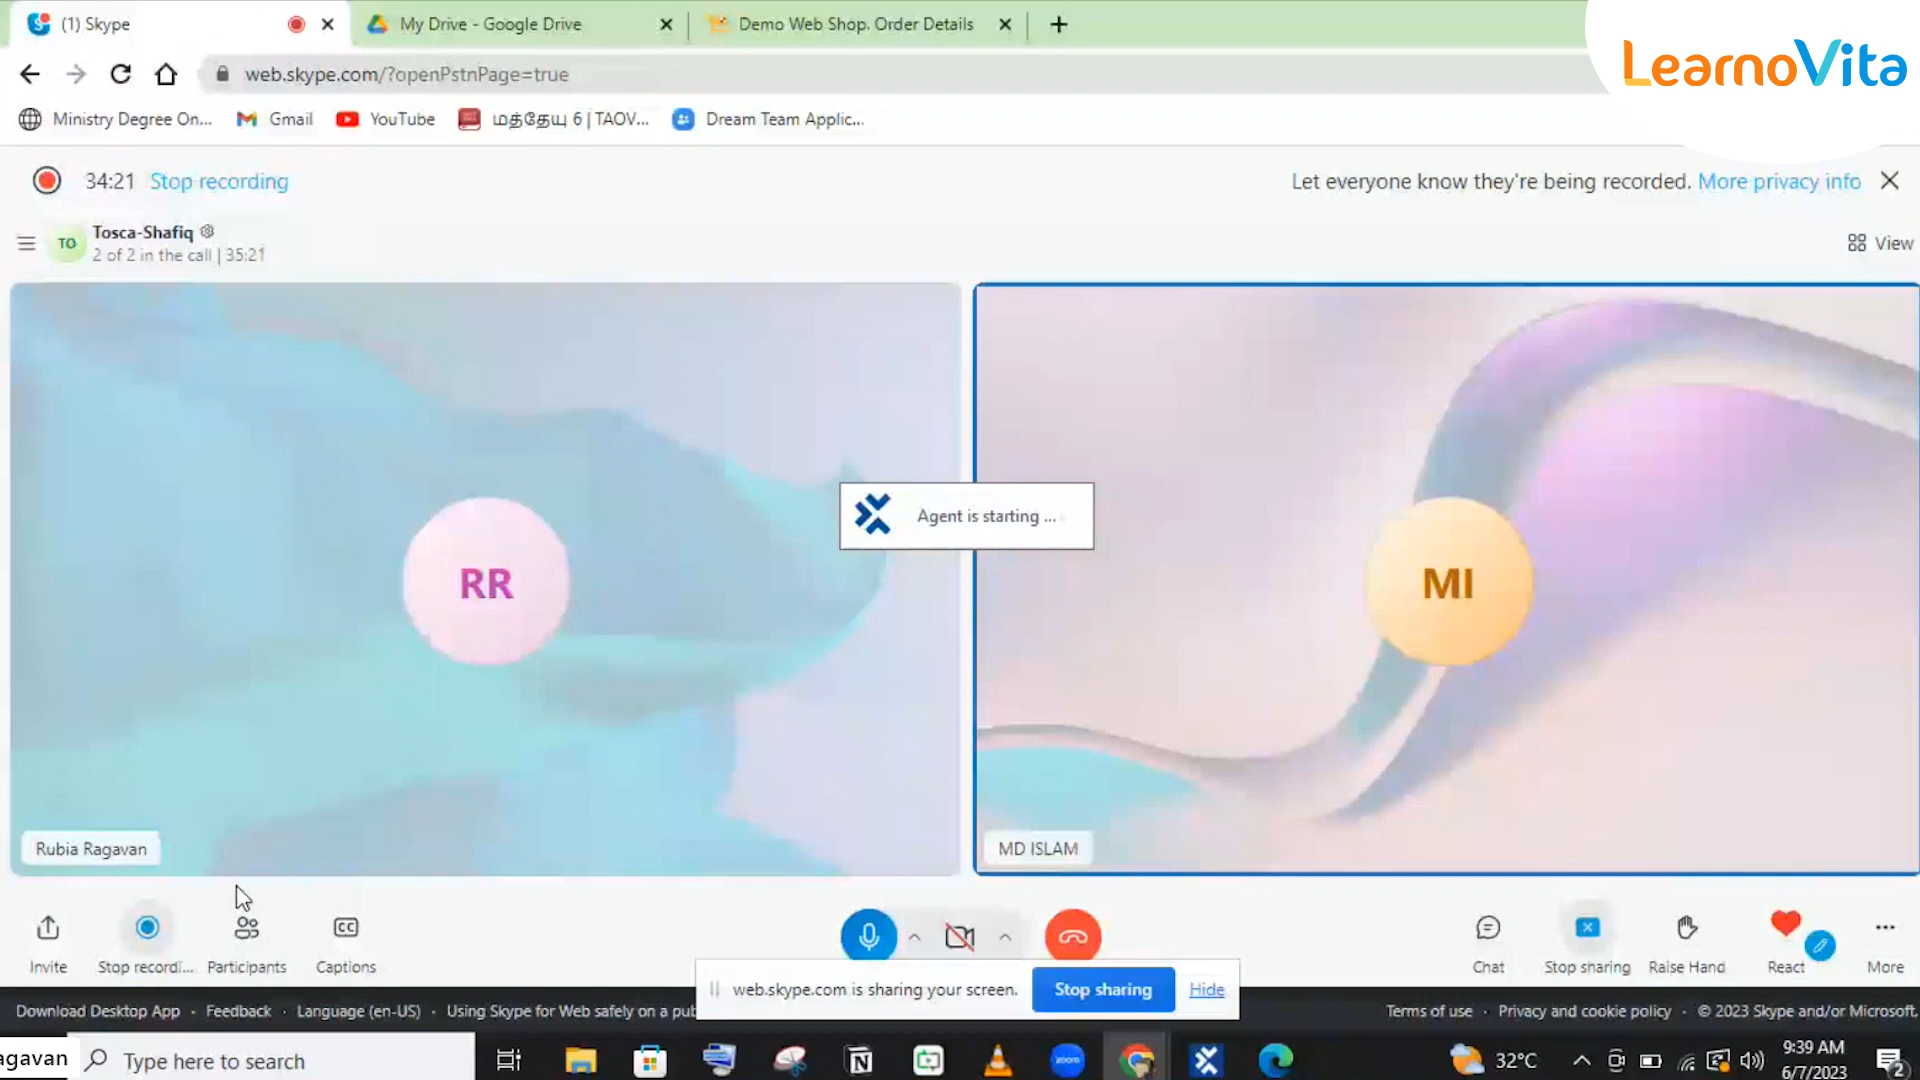 (1) Skype
My Drive - Google Drive
Demo Web Shop. Order Details
LearnoVita
web.skype.com/?openPstnPage=true
Ministry Degree On...
Gmail
YouTube
மத்தேயு 6 | TAOV...
Dream Team Applic...
34:21 Stop recording
Let everyone know they're being recorded. More privacy info
TO
Tosca-Shafiq
2 of 2 in the call | 35:21
View
Agent is starting ...
RR
MI
Rubia Ragavan
MD ISLAM
CC
Invite
Stop recordi...
Participants
Captions
Chat
Stop sharing
Raise Hand
React
More
web.skype.com is sharing your screen.
Stop sharing
Hide
Download Desktop App
Feedback
Language (en-US)
Using Skype for Web safely on a pub
Terms of use
Privacy and cookie policy
© 2023 Skype and/or Microsoft.
agavan
Type here to search
zoom
32°C
9:39 AM
6/7/2023
2